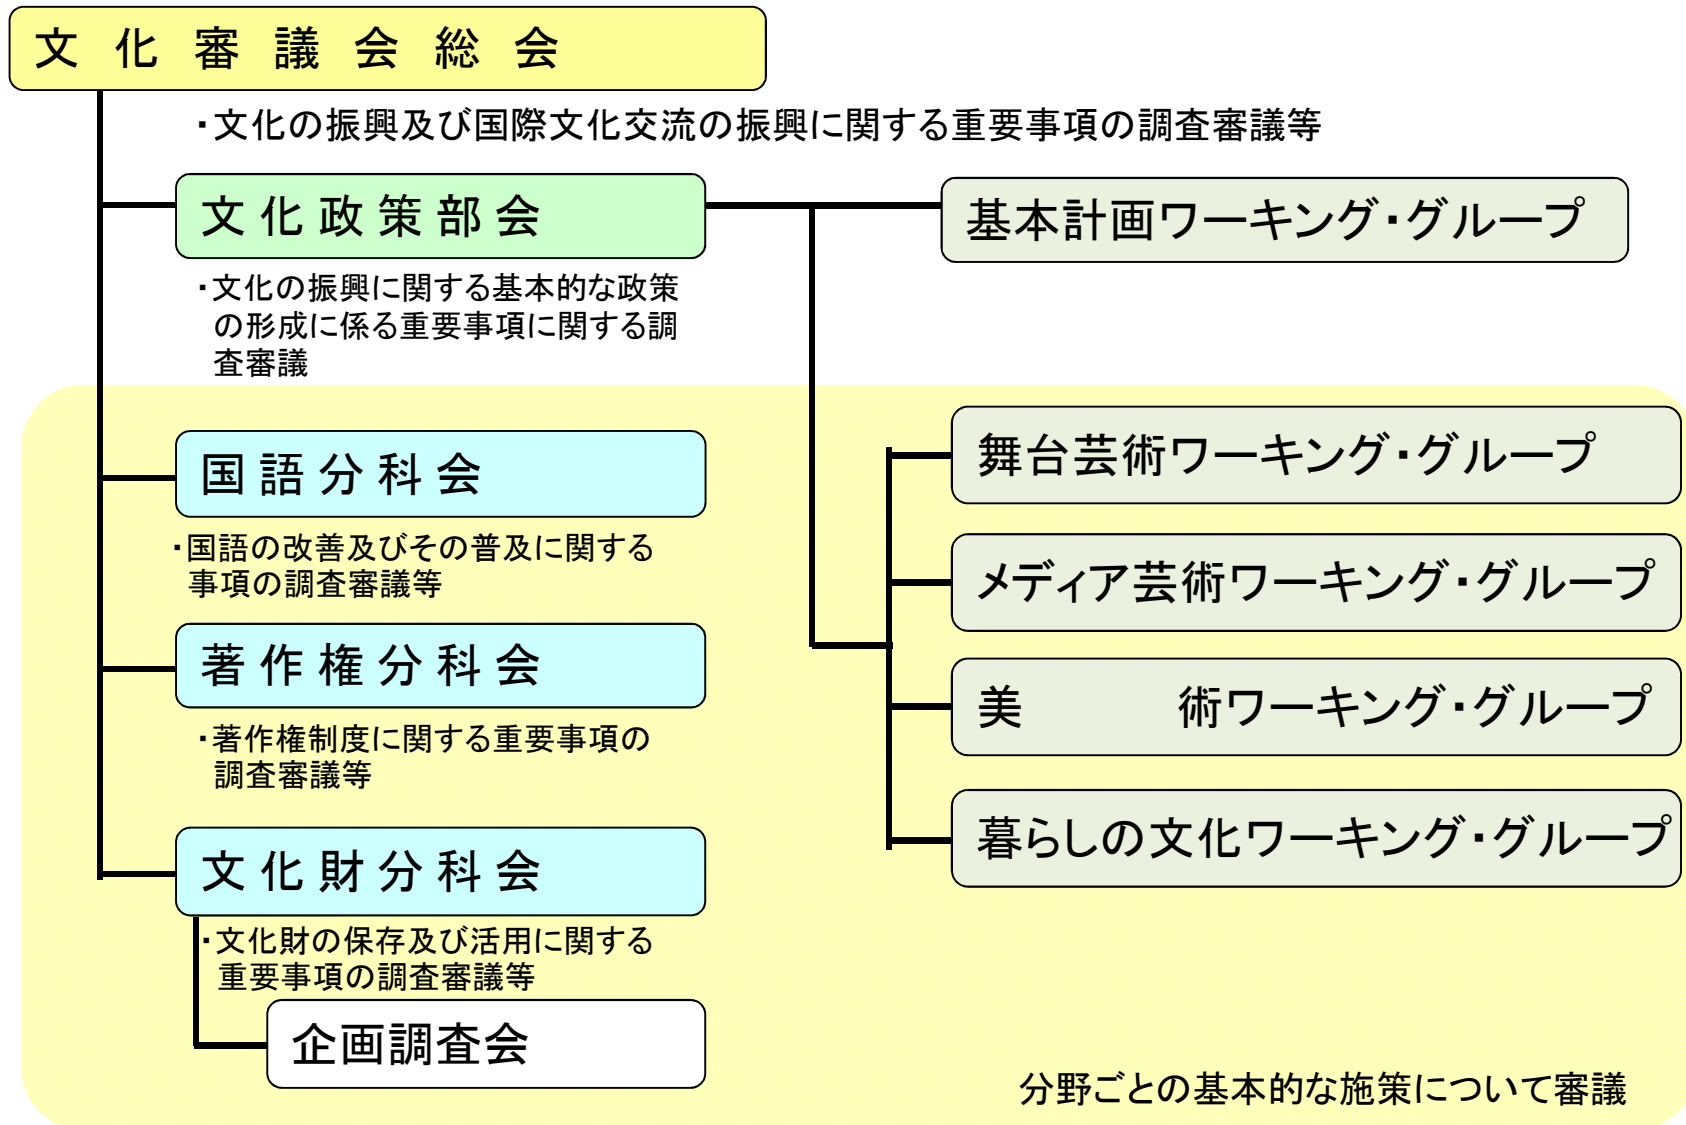 文化審議会総会
・文化の振興及び国際文化交流の振興に関する重要事項の調査審議等
文化政策部会
・文化の振興に関する基本的な政策
の形成に係る重要事項に関する調
査審議
基本計画ワーキング・グループ
国語分科会
・国語の改善及びその普及に関する
事項の調査審議等
著作権分科会
・著作権制度に関する重要事項の
調査審議等
文化財分科会
・文化財の保存及び活用に関する
重要事項の調査審議等
企画調査会
舞台芸術ワーキング・グループ
メディア芸術ワーキング・グループ
美　　　術ワーキング・グループ
暮らしの文化ワーキング・グループ
分野ごとの基本的な施策について審議